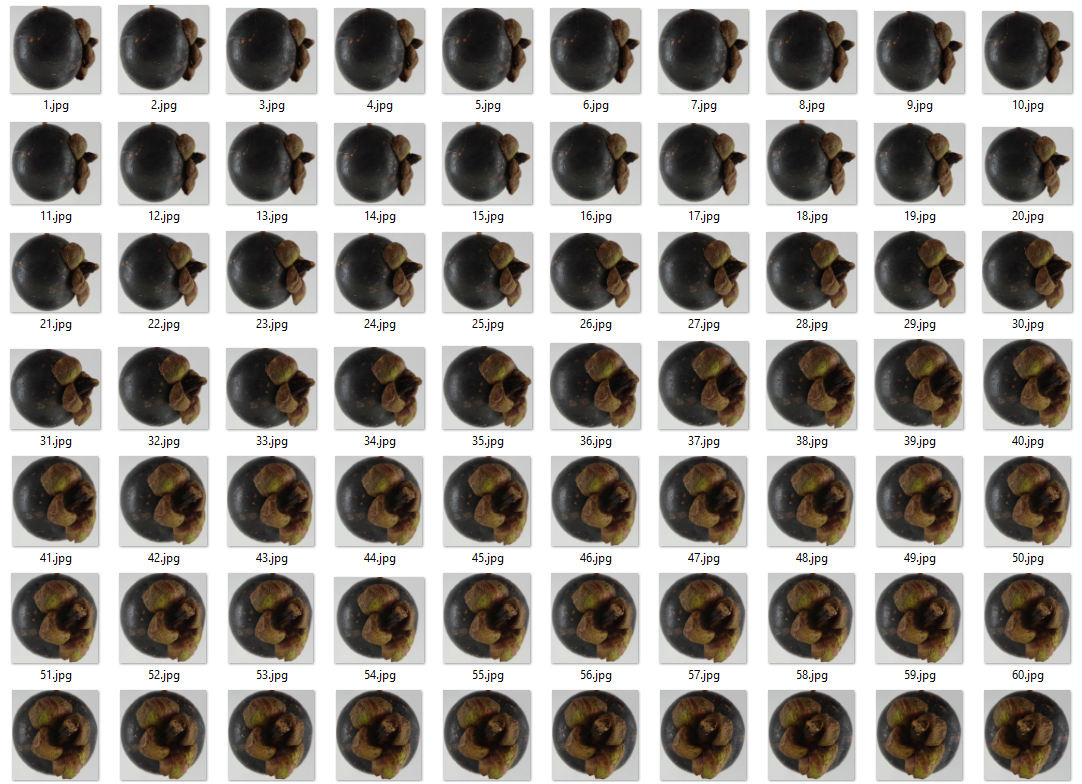 1.jpg 2.jpg 3.jpg 4.jpg 5.jpg 6.jpg 7.jpg 8.jpg 9.jpg 10.jpg
11.jpg 12.jpg 13.jpg 14.jpg 15.jpg 16.jpg 17.jpg 18.jpg 19.jpg 20.jpg
21.jpg 22.jpg 23.jpg 24.jpg 25.jpg 26.jpg 27.jpg 28.jpg 29.jpg 30.jpg
31.jpg 32.jpg 33.jpg 34.jpg 35.jpg 36.jpg 37.jpg 38.jpg 39.jpg 40.jpg
41.jpg 42.jpg 43.jpg 44.jpg 45.jpg 46.jpg 47.jpg 48.jpg 49.jpg 50.jpg
51.jpg 52.jpg 53.jpg 54.jpg 55.jpg 56.jpg 57.jpg 58.jpg 59.jpg 60.jpg